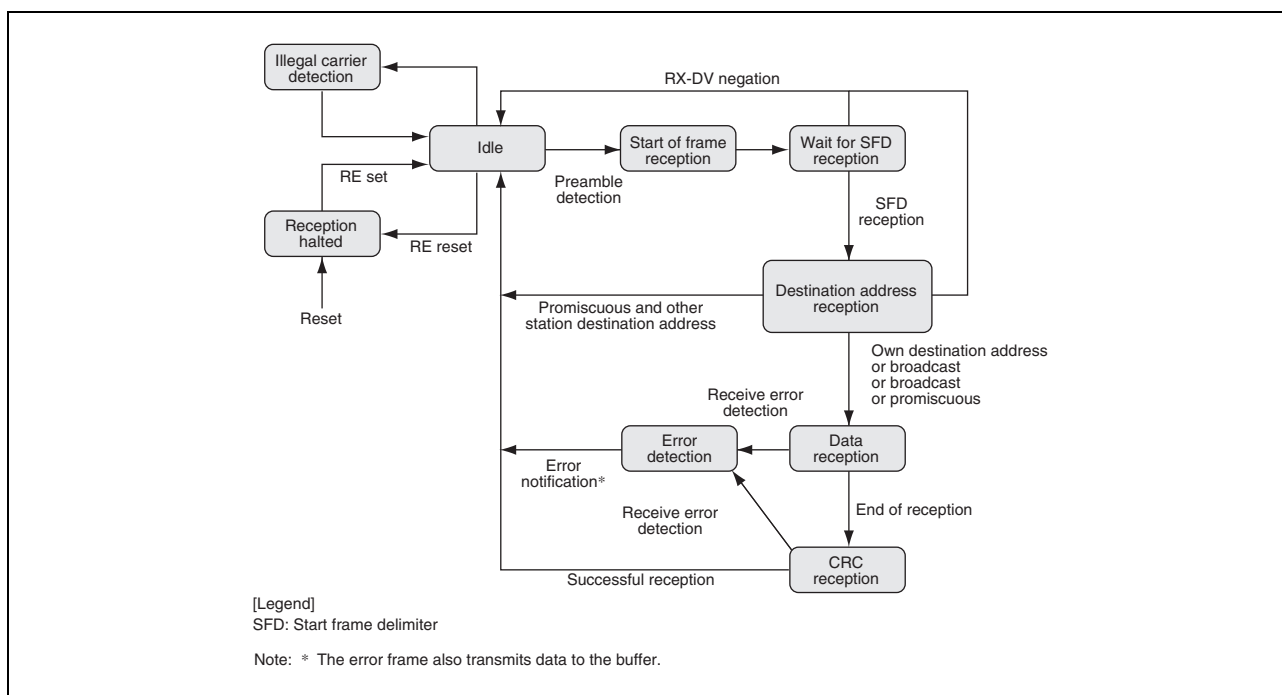 Illegal carrier
detection
RX-DV negation
Idle
Start of frame
reception
Wait for SFD
reception
RE set
Preamble
detection
SFD
reception
Reception
halted
RE reset
Destination address
reception
Reset
Promiscuous and other
station destination address
Own destination address
or broadcast
or broadcast
or promiscuous
Receive error
detection
Error
detection
Data
reception
Error
notification*
Receive error
detection
End of reception
CRC
reception
Successful reception
[Legend]
SFD: Start frame delimiter
Note: * The error frame also transmits data to the buffer.